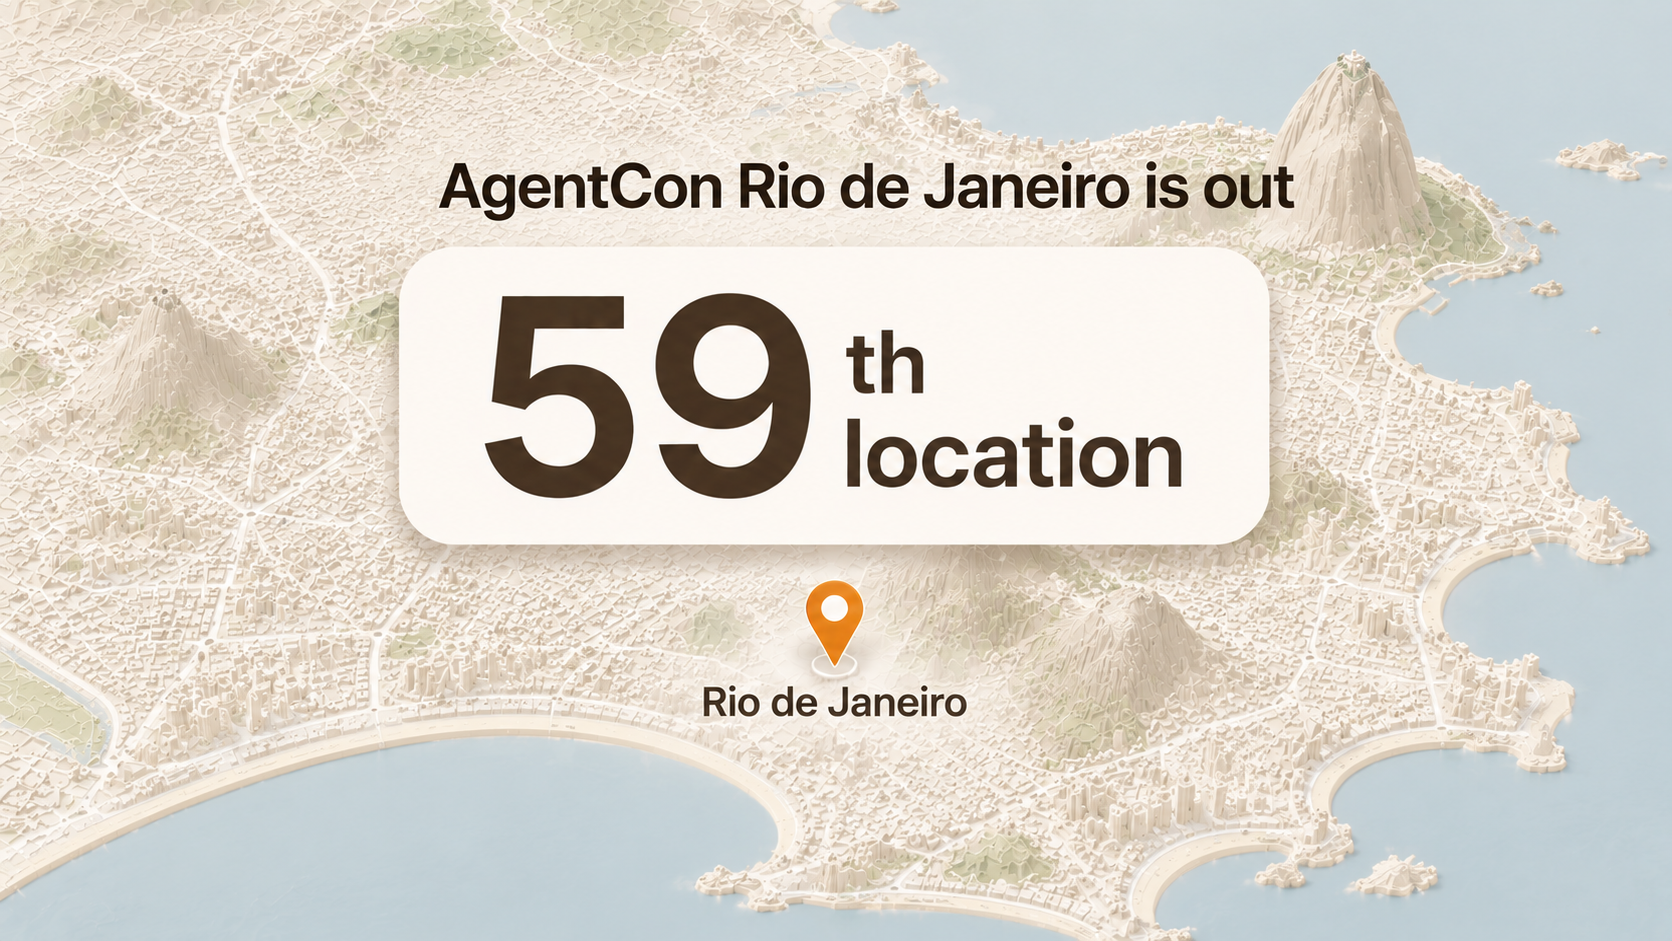 AgentCon Rio de Janeiro is out
59 th
location
Rio de Janeiro